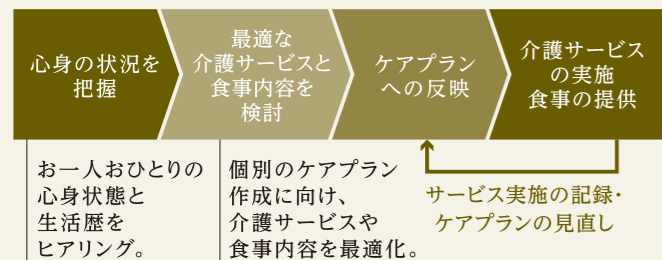 心身の状況を
把握
最適な
介護サービスと
食事内容を
検討
ケアプラン
への反映
介護サービス
の実施
食事の提供
お一人おひとりの
心身状態と
生活歴を
ヒアリング。
個別のケアプラン
作成に向け、
介護サービスや
食事内容を最適化。
サービス実施の記録・
ケアプランの見直し